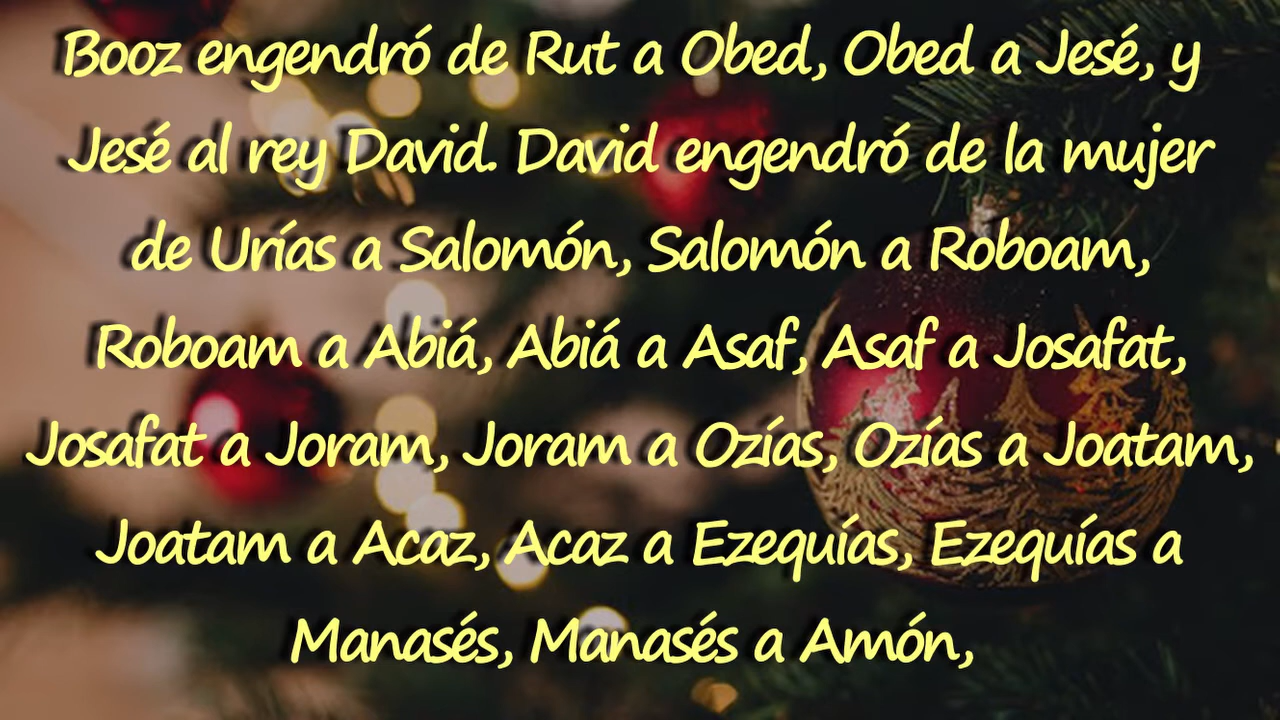 Booz engendró de Rut a Obed, Obed a Jesé, y
Jesé al rey David. David engendró de la mujer
de Urías a Salomón, Salomón a Roboam,
Roboam a Abiá, Abiá a Asaf, Asaf a Josafat,
Josafat a Joram, Joram a Ozías, Ozías a Joatam,
Joatam a Acaz, Acaz a Ezequías, Ezequías a
Manasés, Manasés a Amón,